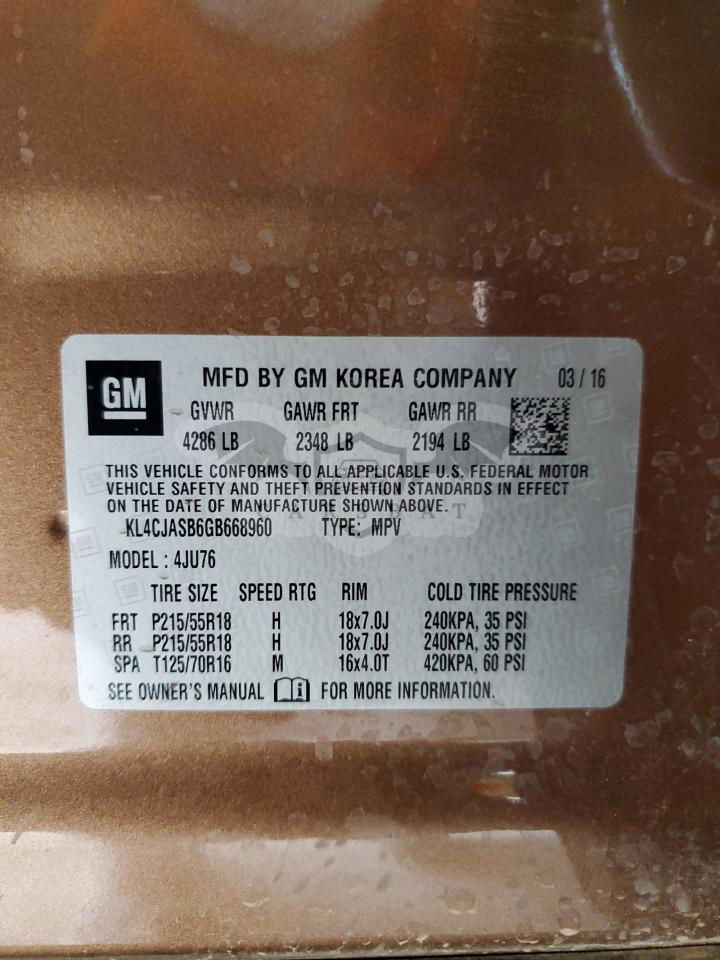 GM
MFD BY GM KOREA COMPANY 03 / 16
GVWR GAWR FRT GAWR RR
4286 LB 2348 LB 2194 LB
THIS VEHICLE CONFORMS TO ALL APPLICABLE U.S. FEDERAL MOTOR
VEHICLE SAFETY AND THEFT PREVENTION STANDARDS IN EFFECT
ON THE DATE OF MANUFACTURE SHOWN ABOVE.
KL4CJASB6GB668960 TYPE: MPV
MODEL : 4JU76
TIRE SIZE SPEED RTG RIM COLD TIRE PRESSURE
FRT P215/55R18 H 18x7.0J 240KPA, 35 PSI
RR P215/55R18 H 18x7.0J 240KPA, 35 PSI
SPA T125/70R16 M 16x4.0T 420KPA, 60 PSI
SEE OWNER'S MANUAL i FOR MORE INFORMATION.